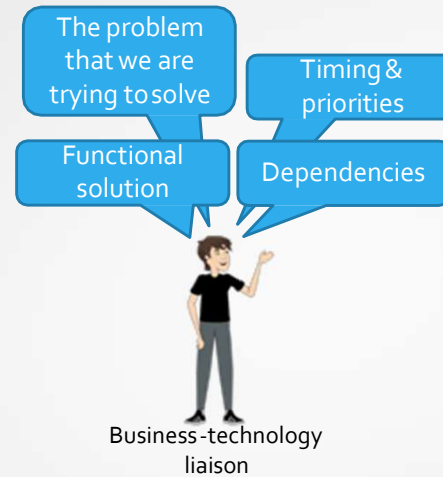 The problem
that we are
trying to solve
Timing &
priorities
Functional
solution
Dependencies
Business-technology
liaison